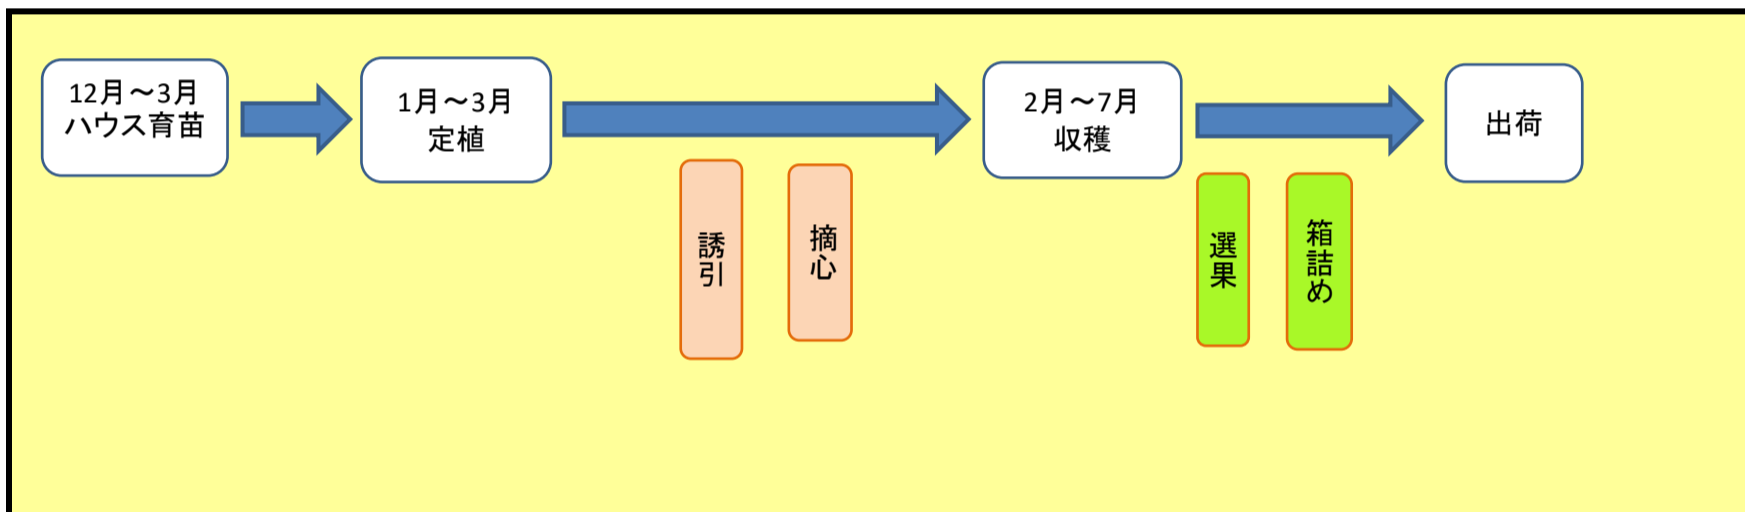 12月～3月
ハウス育苗
1月～3月
定植
2月～7月
収穫
出荷
誘引
摘心
選果
箱詰め